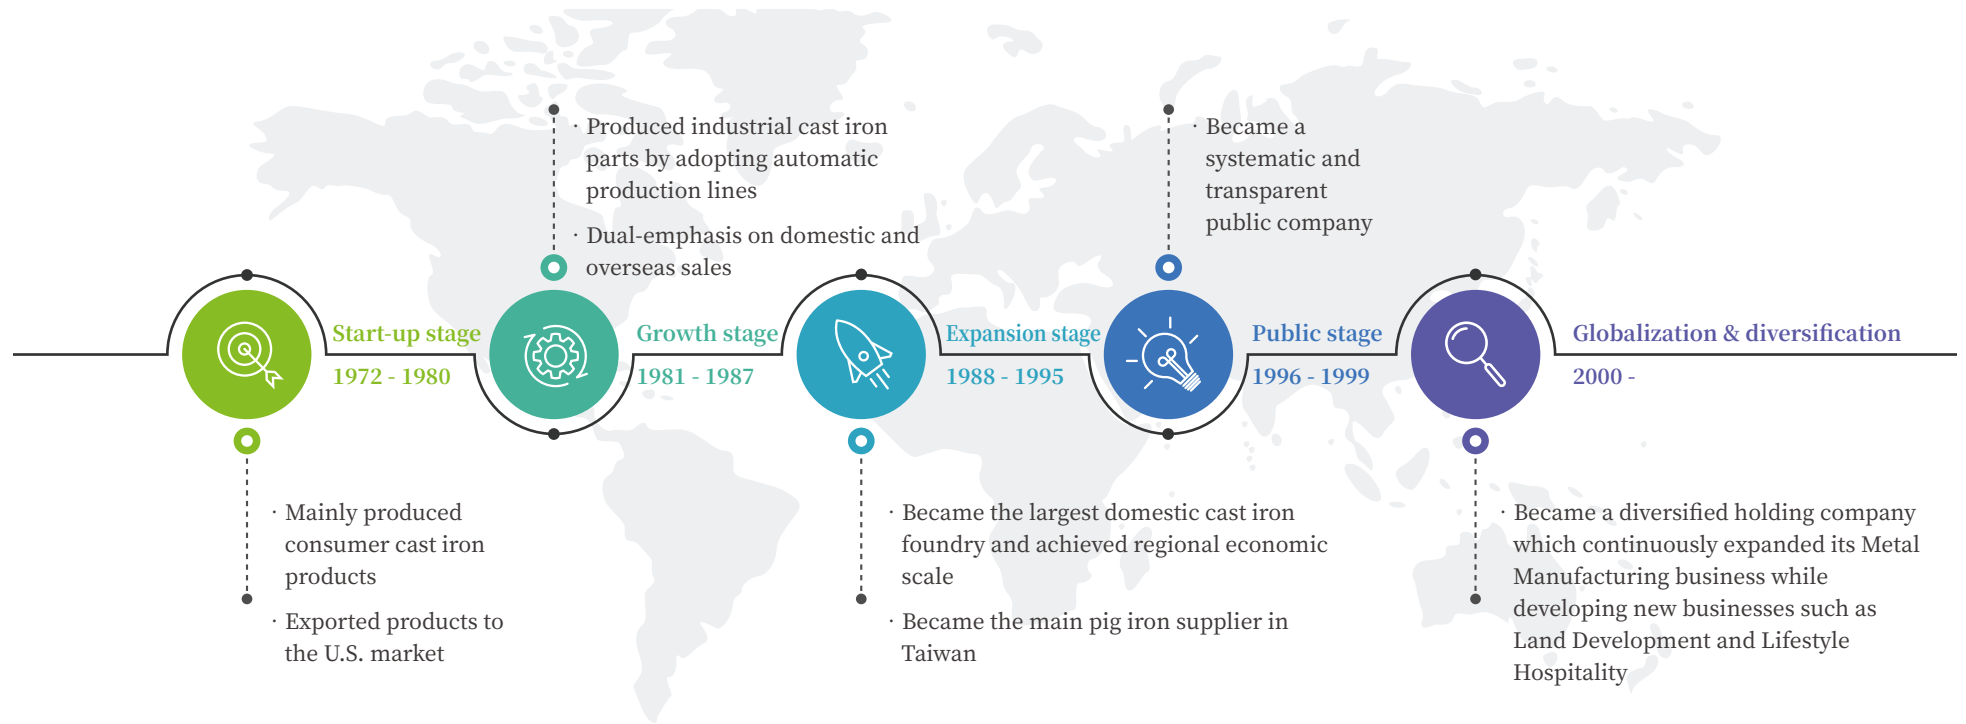 Start-up stage
1972 - 1980
· Mainly produced
consumer cast iron
products
· Exported products to
the U.S. market
· Produced industrial cast iron
parts by adopting automatic
production lines
· Dual-emphasis on domestic and
overseas sales
Growth stage
1981 - 1987
Expansion stage
1988 - 1995
· Became the largest domestic cast iron
foundry and achieved regional economic
scale
· Became the main pig iron supplier in
Taiwan
· Became a
systematic and
transparent
public company
Public stage
1996 - 1999
Globalization & diversification
2000 -
· Became a diversified holding company
which continuously expanded its Metal
Manufacturing business while
developing new businesses such as
Land Development and Lifestyle
Hospitality